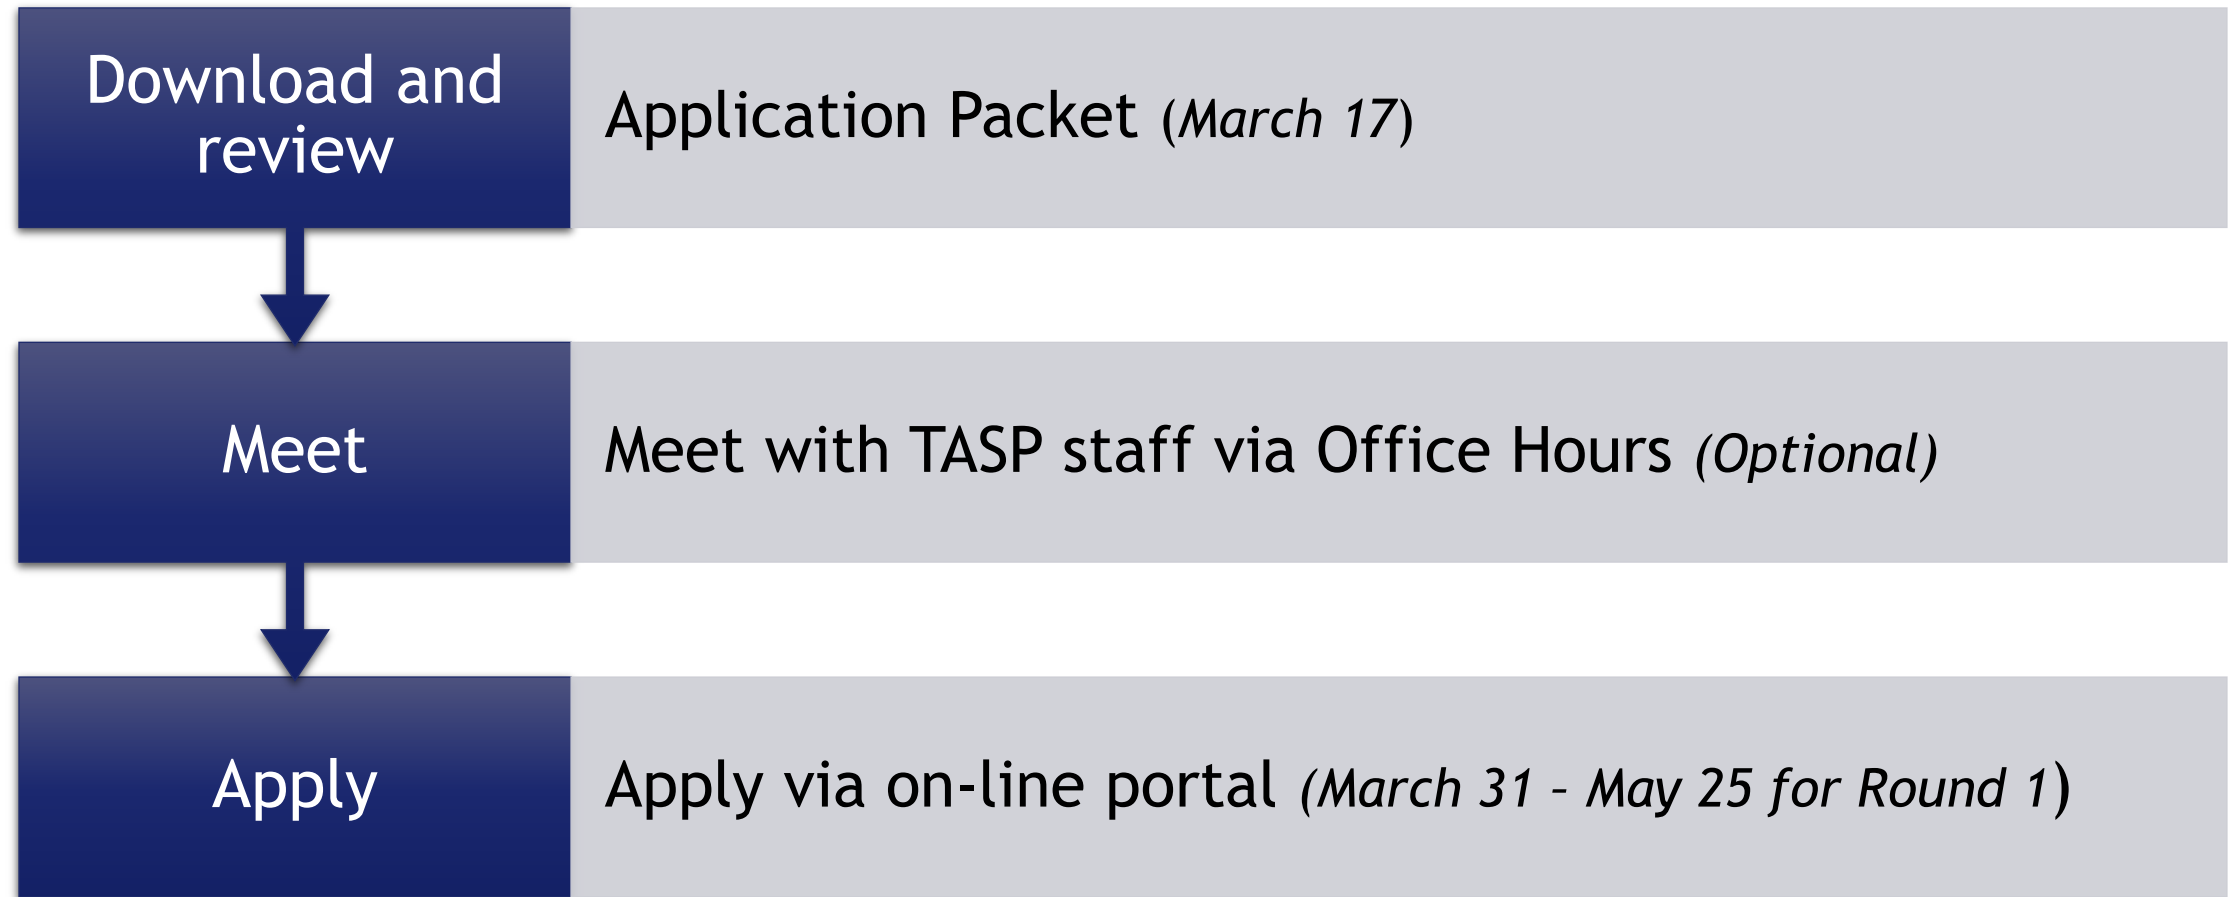 Download and
review
Application Packet (March 17)
Meet
Meet with TASP staff via Office Hours (Optional)
Apply
Apply via on-line portal (March 31 – May 25 for Round 1)